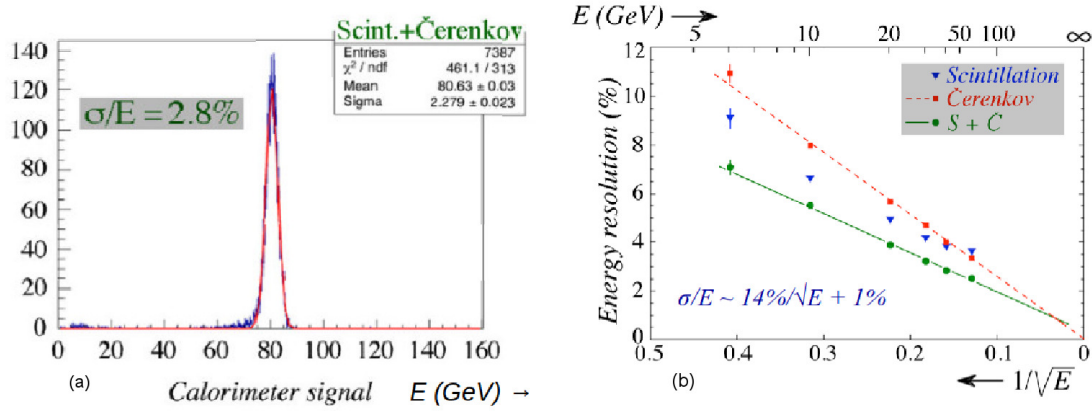 Scint.+Čerenkov
Entries 7387
χ² / ndf 461.1 / 313
Mean 80.63 ± 0.03
Sigma 2.279 ± 0.023
σ/E = 2.8%
145
140
120
100
80
60
40
20
0
0 20 40 60 80 100 120 140 160
(a)
Calorimeter signal E (GeV) →
E (GeV) →
5 10 20 30 50 100 ∞
Energy resolution (%)
12
10
8
6
4
2
0
Scintillation
Čerenkov
S + Č
σ/E ~ 14%/√E + 1%
0.5 0.4 0.3 0.2 0.1 0
(b)
← 1/√E